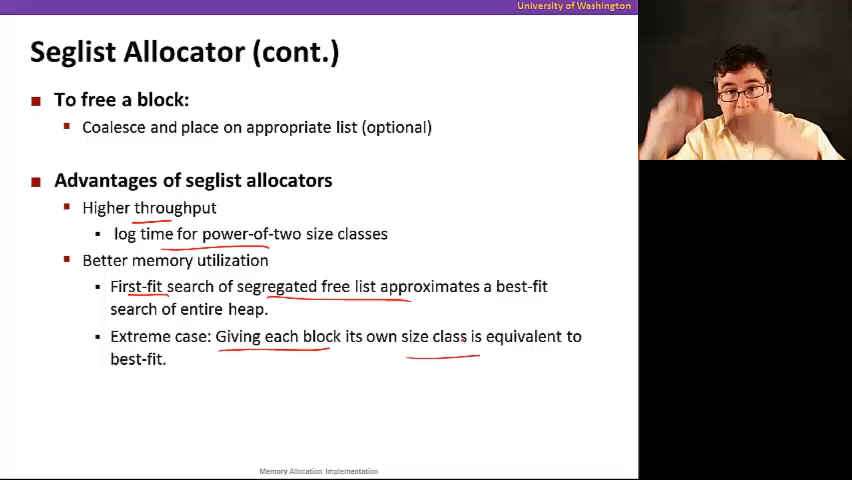 University of Washington
Seglist Allocator (cont.)
■ To free a block:
▪ Coalesce and place on appropriate list (optional)
■ Advantages of seglist allocators
▪ Higher throughput
▪ log time for power-of-two size classes
▪ Better memory utilization
▪ First-fit search of segregated free list approximates a best-fit
search of entire heap.
▪ Extreme case: Giving each block its own size class is equivalent to
best-fit.
Memory Allocation Implementation